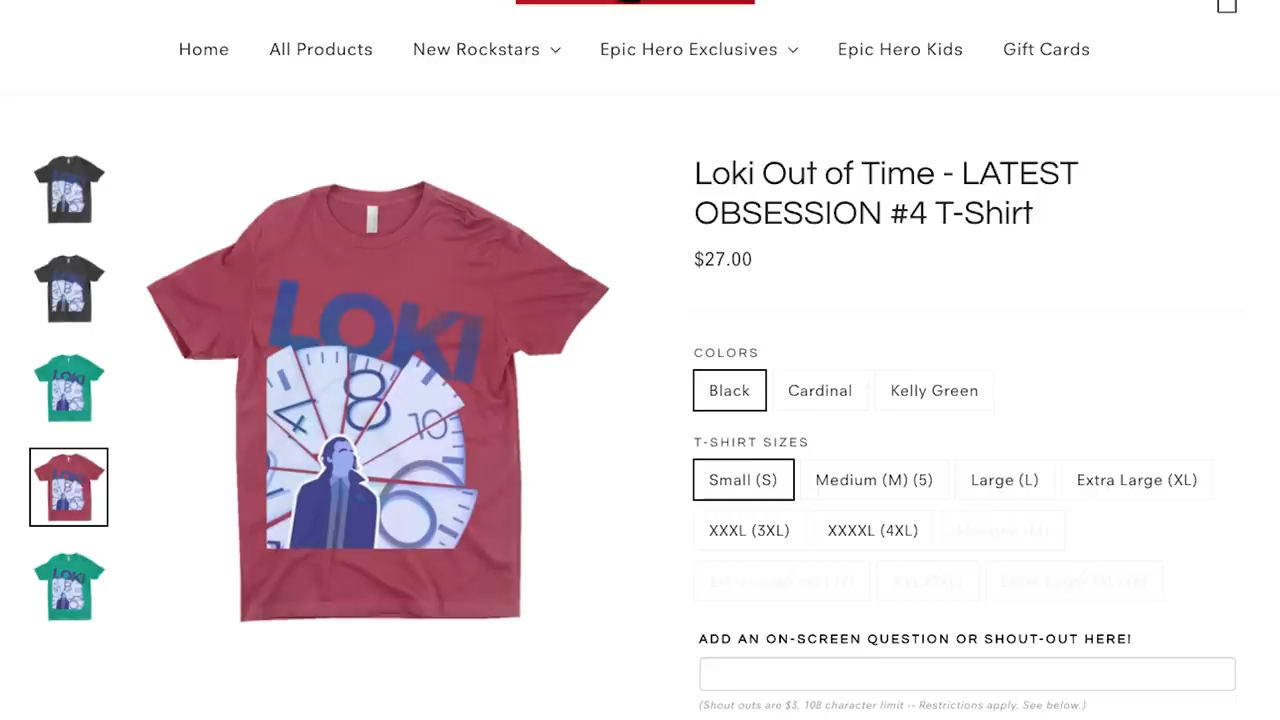 Home All Products New Rockstars Epic Hero Exclusives Epic Hero Kids Gift Cards
LOKI
4 8 10
Loki Out of Time - LATEST
OBSESSION #4 T-Shirt
$27.00
COLORS
Black Cardinal Kelly Green
T-SHIRT SIZES
Small (S) Medium (M) (5) Large (L) Extra Large (XL)
XXXL (3XL) XXXXL (4XL)
ADD AN ON-SCREEN QUESTION OR SHOUT-OUT HERE!
(Shout outs are $3, 108 character limit -- Restrictions apply. See below.)